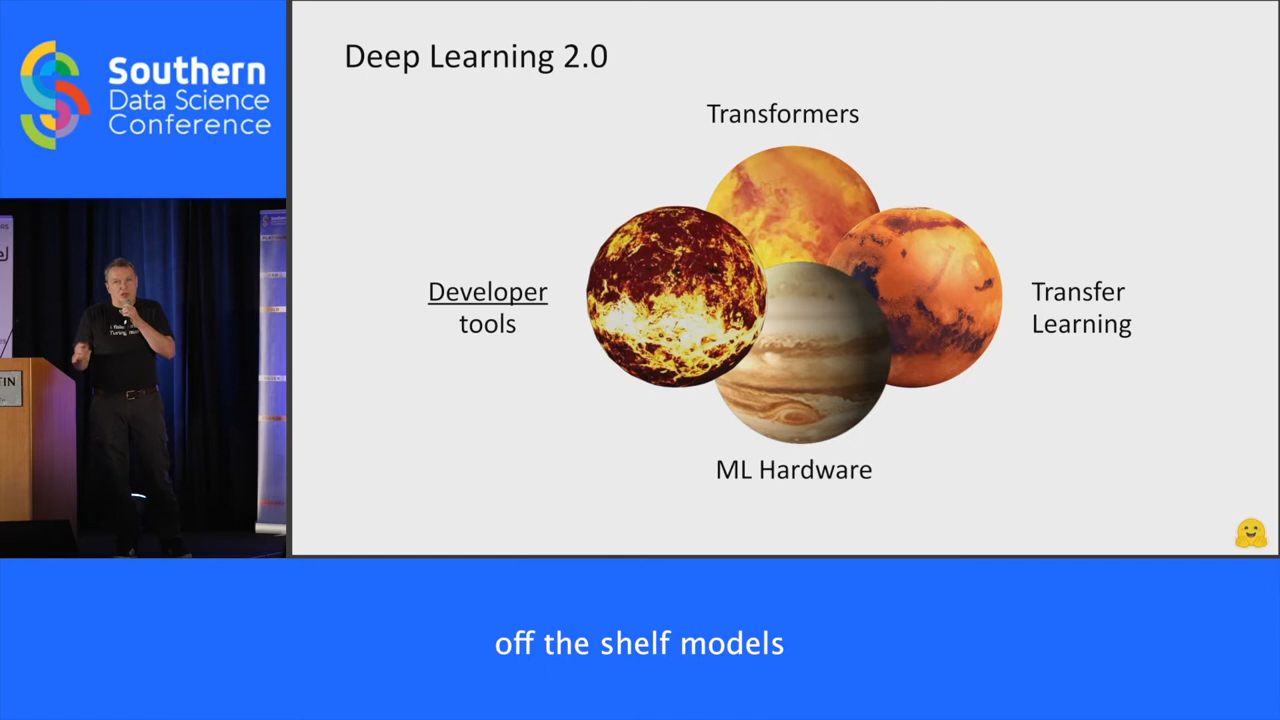 Southern
Data Science
Conference
Deep Learning 2.0
Transformers
Developer
tools
Transfer
Learning
ML Hardware
off the shelf models